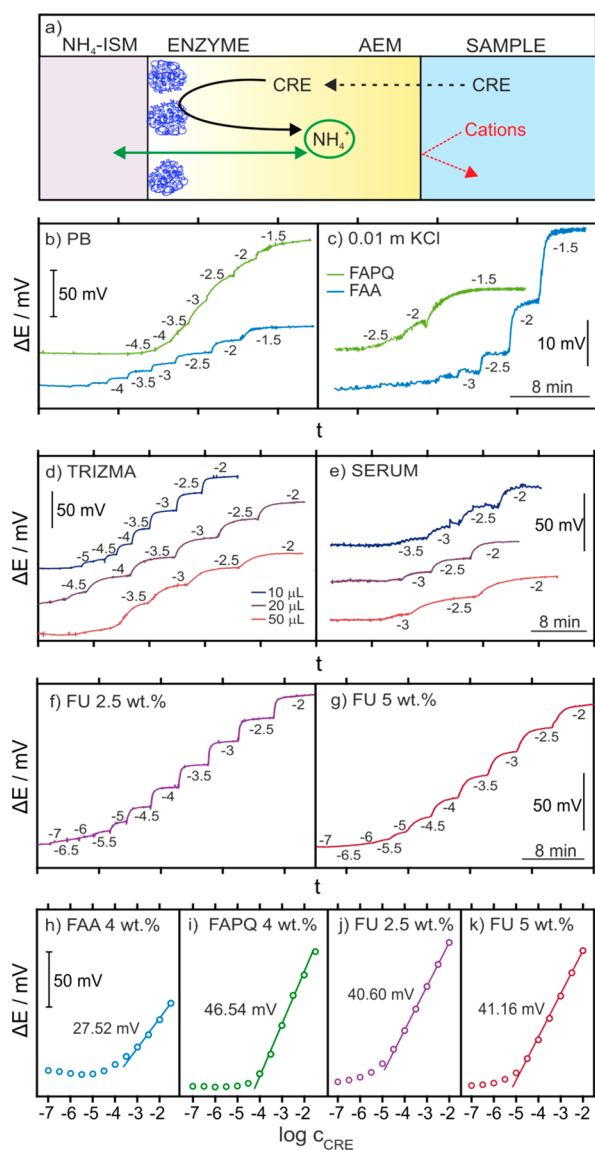 a)
NH₄-ISM ENZYME AEM SAMPLE
CRE CRE
NH₄⁺
Cations
b) PB
50 mV
-4.5 -4 -3.5 -3 -2.5 -2 -1.5
-4 -3.5 -3 -2.5 -2 -1.5
c) 0.01 m KCl
FAPQ
FAA
-2.5 -2 -1.5
-3 -2.5 -2 -1.5
10 mV
8 min
ΔE / mV
t
d) TRIZMA
50 mV
-5 -4.5 -4 -3.5 -3 -2.5 -2
-4.5 -4 -3.5 -3 -2.5 -2
-3.5 -3 -2.5 -2
10 µL
20 µL
50 µL
e) SERUM
-3.5 -3 -2.5 -2
-3 -2.5 -2
-3 -2.5 -2
50 mV
8 min
ΔE / mV
t
f) FU 2.5 wt.%
-7 -6.5 -6 -5.5 -5 -4.5 -4 -3.5 -3 -2.5 -2
g) FU 5 wt.%
-7 -6.5 -6 -5.5 -5 -4.5 -4 -3.5 -3 -2.5 -2
50 mV
8 min
ΔE / mV
t
h) FAA 4 wt.%
50 mV
27.52 mV
i) FAPQ 4 wt.%
46.54 mV
j) FU 2.5 wt.%
40.60 mV
k) FU 5 wt.%
41.16 mV
ΔE / mV
-7 -6 -5 -4 -3 -2 -7 -6 -5 -4 -3 -2 -7 -6 -5 -4 -3 -2 -7 -6 -5 -4 -3 -2
log c_CRE